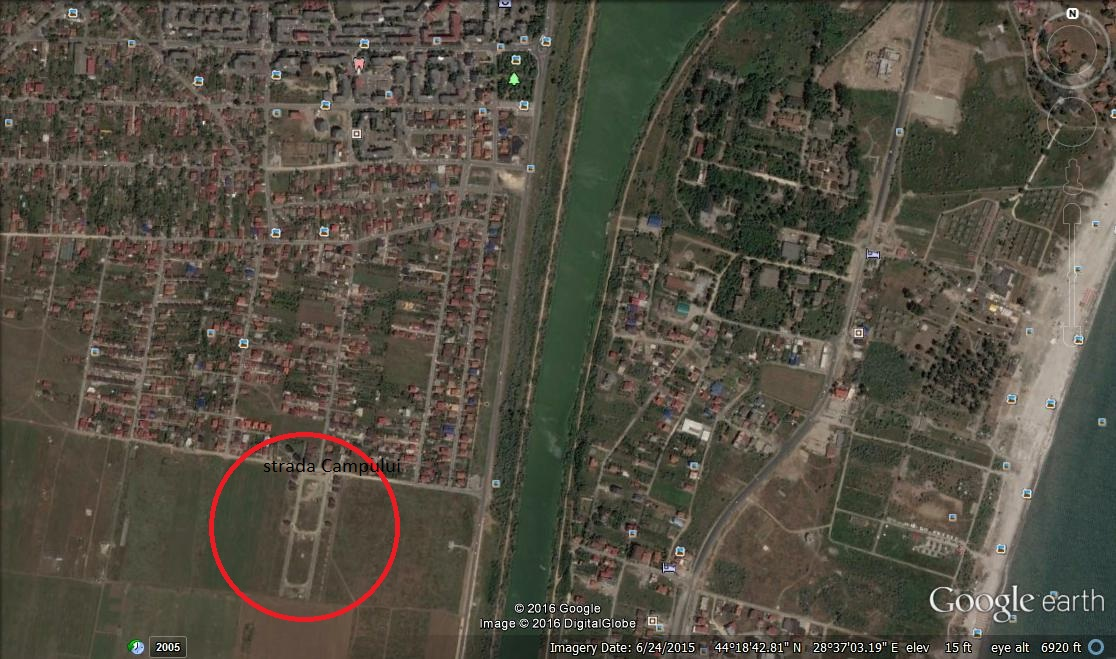 N
strada Campului
Google earth
© 2016 Google
Image © 2016 DigitalGlobe
2005
Imagery Date: 6/24/2015 44°18'42.81" N 28°37'03.19" E elev 15 ft eye alt 6920 ft